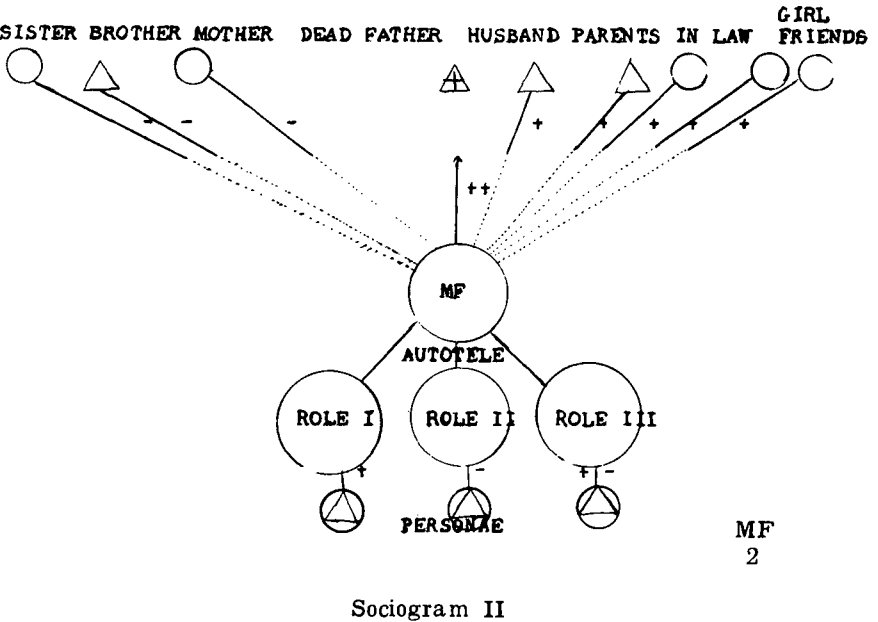 GIRL
SISTER BROTHER MOTHER DEAD FATHER HUSBAND PARENTS IN LAW FRIENDS
- - - + + + + +
++
MF
AUTOTELE
ROLE I ROLE II ROLE III
+ - + -
PERSONAE
MF
2
Sociogram II